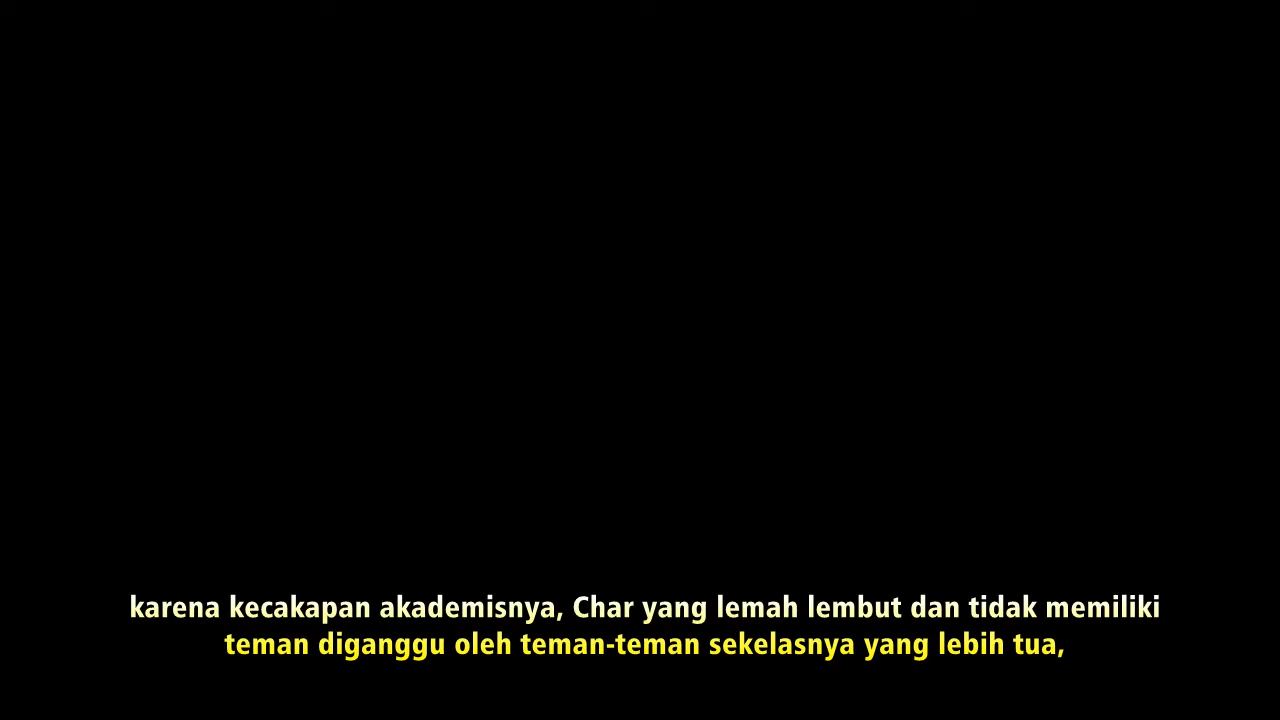 karena kecakapan akademisnya, Char yang lemah lembut dan tidak memiliki
teman diganggu oleh teman-teman sekelasnya yang lebih tua,